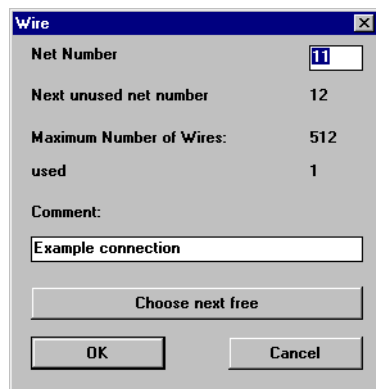 Wire
Net Number 11
Next unused net number 12
Maximum Number of Wires: 512
used 1
Comment:
Example connection
Choose next free
OK Cancel